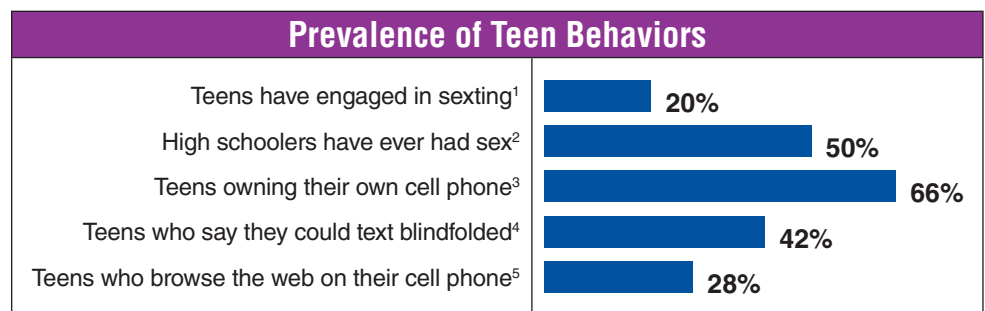 Prevalence of Teen Behaviors
Teens have engaged in sexting¹ 20%
High schoolers have ever had sex² 50%
Teens owning their own cell phone³ 66%
Teens who say they could text blindfolded⁴ 42%
Teens who browse the web on their cell phone⁵ 28%